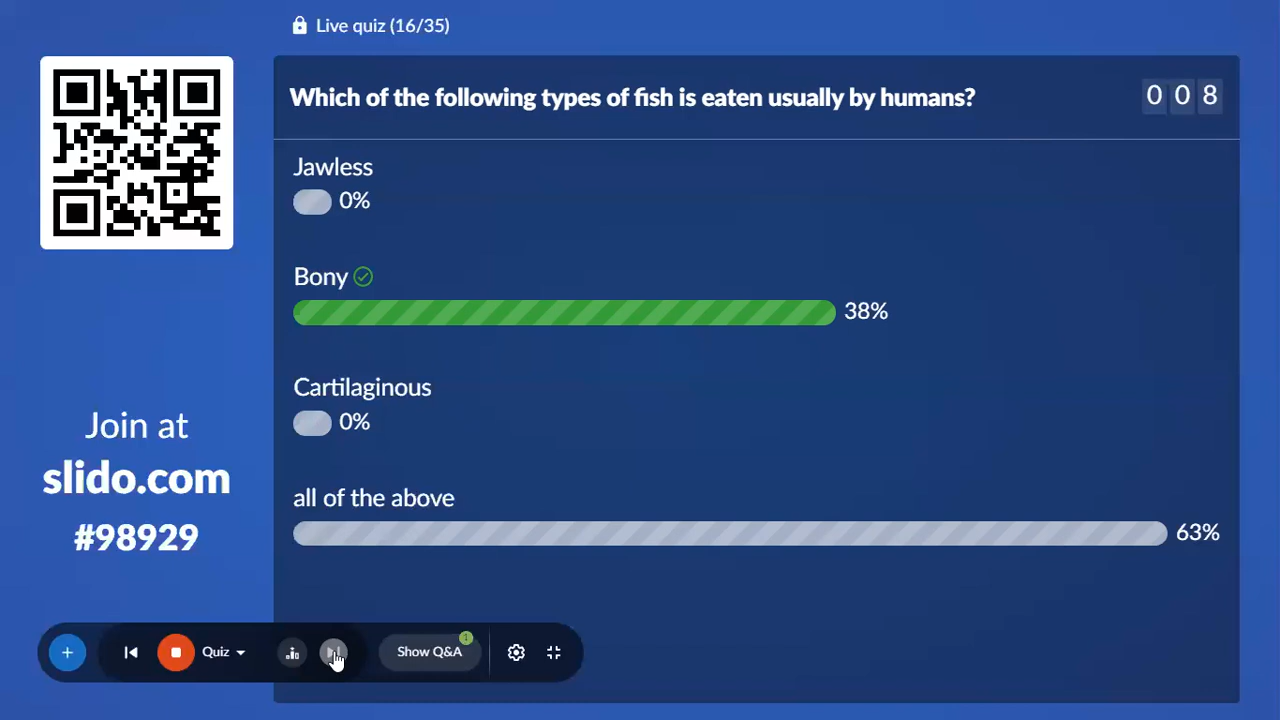 Live quiz (16/35)
Which of the following types of fish is eaten usually by humans?
0 0 8
Jawless
0%
Bony
38%
Cartilaginous
0%
all of the above
63%
Join at
slido.com
#98929
Quiz
Show Q&A
1